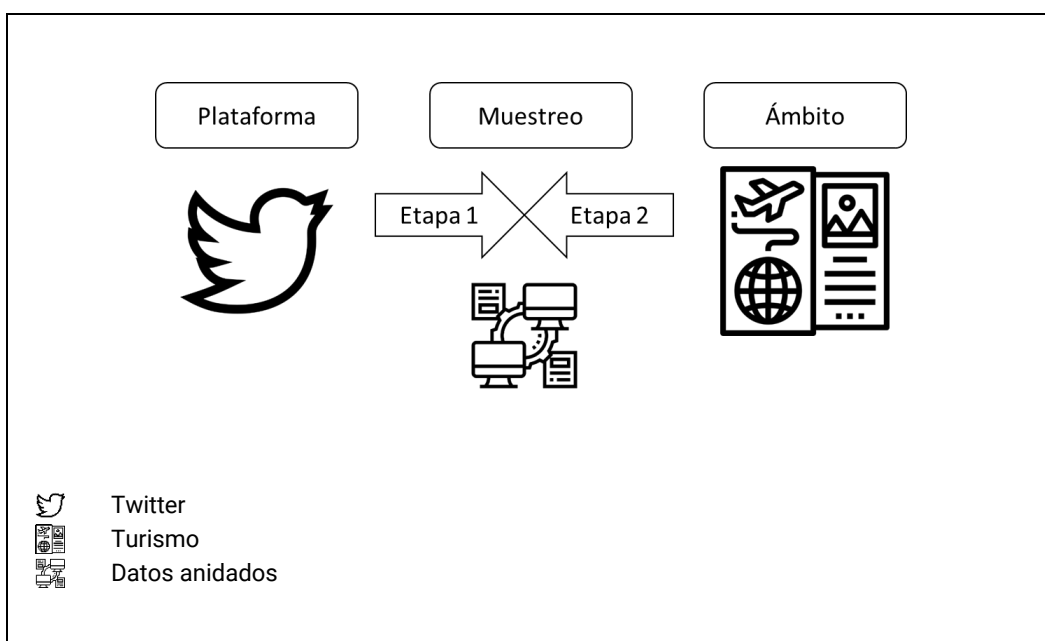 Plataforma Muestreo Ámbito
Etapa 1 Etapa 2
Twitter
Turismo
Datos anidados